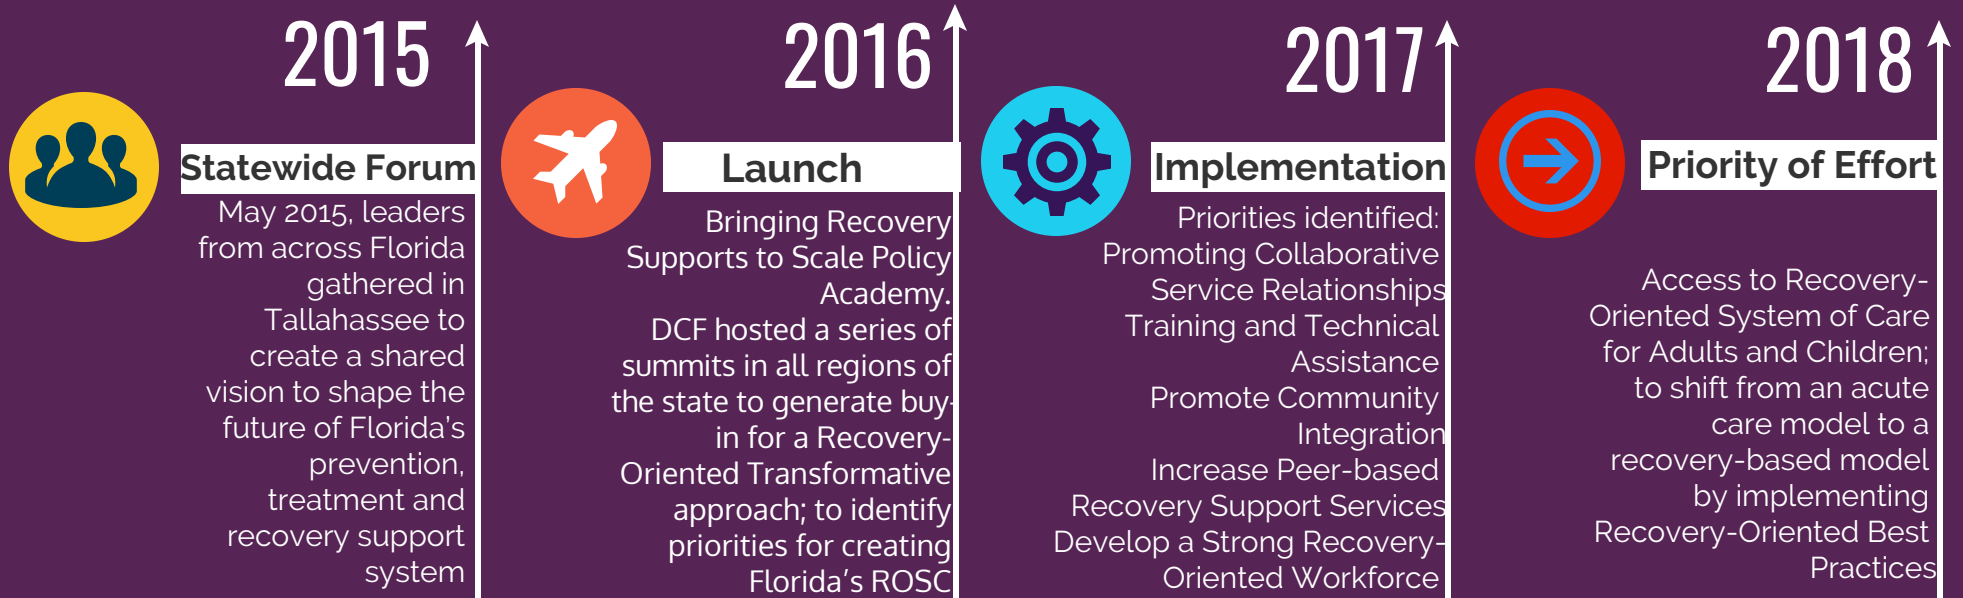 2015
Statewide Forum
May 2015, leaders
from across Florida
gathered in
Tallahassee to
create a shared
vision to shape the
future of Florida's
prevention,
treatment and
recovery support
system
2016
Launch
Bringing Recovery
Supports to Scale Policy
Academy.
DCF hosted a series of
summits in all regions of
the state to generate buy-
in for a Recovery-
Oriented Transformative
approach; to identify
priorities for creating
Florida's ROSC
2017
Implementation
Priorities identified:
Promoting Collaborative
Service Relationships
Training and Technical
Assistance
Promote Community
Integration
Increase Peer-based
Recovery Support Services
Develop a Strong Recovery-
Oriented Workforce
2018
Priority of Effort
Access to Recovery-
Oriented System of Care
for Adults and Children;
to shift from an acute
care model to a
recovery-based model
by implementing
Recovery-Oriented Best
Practices